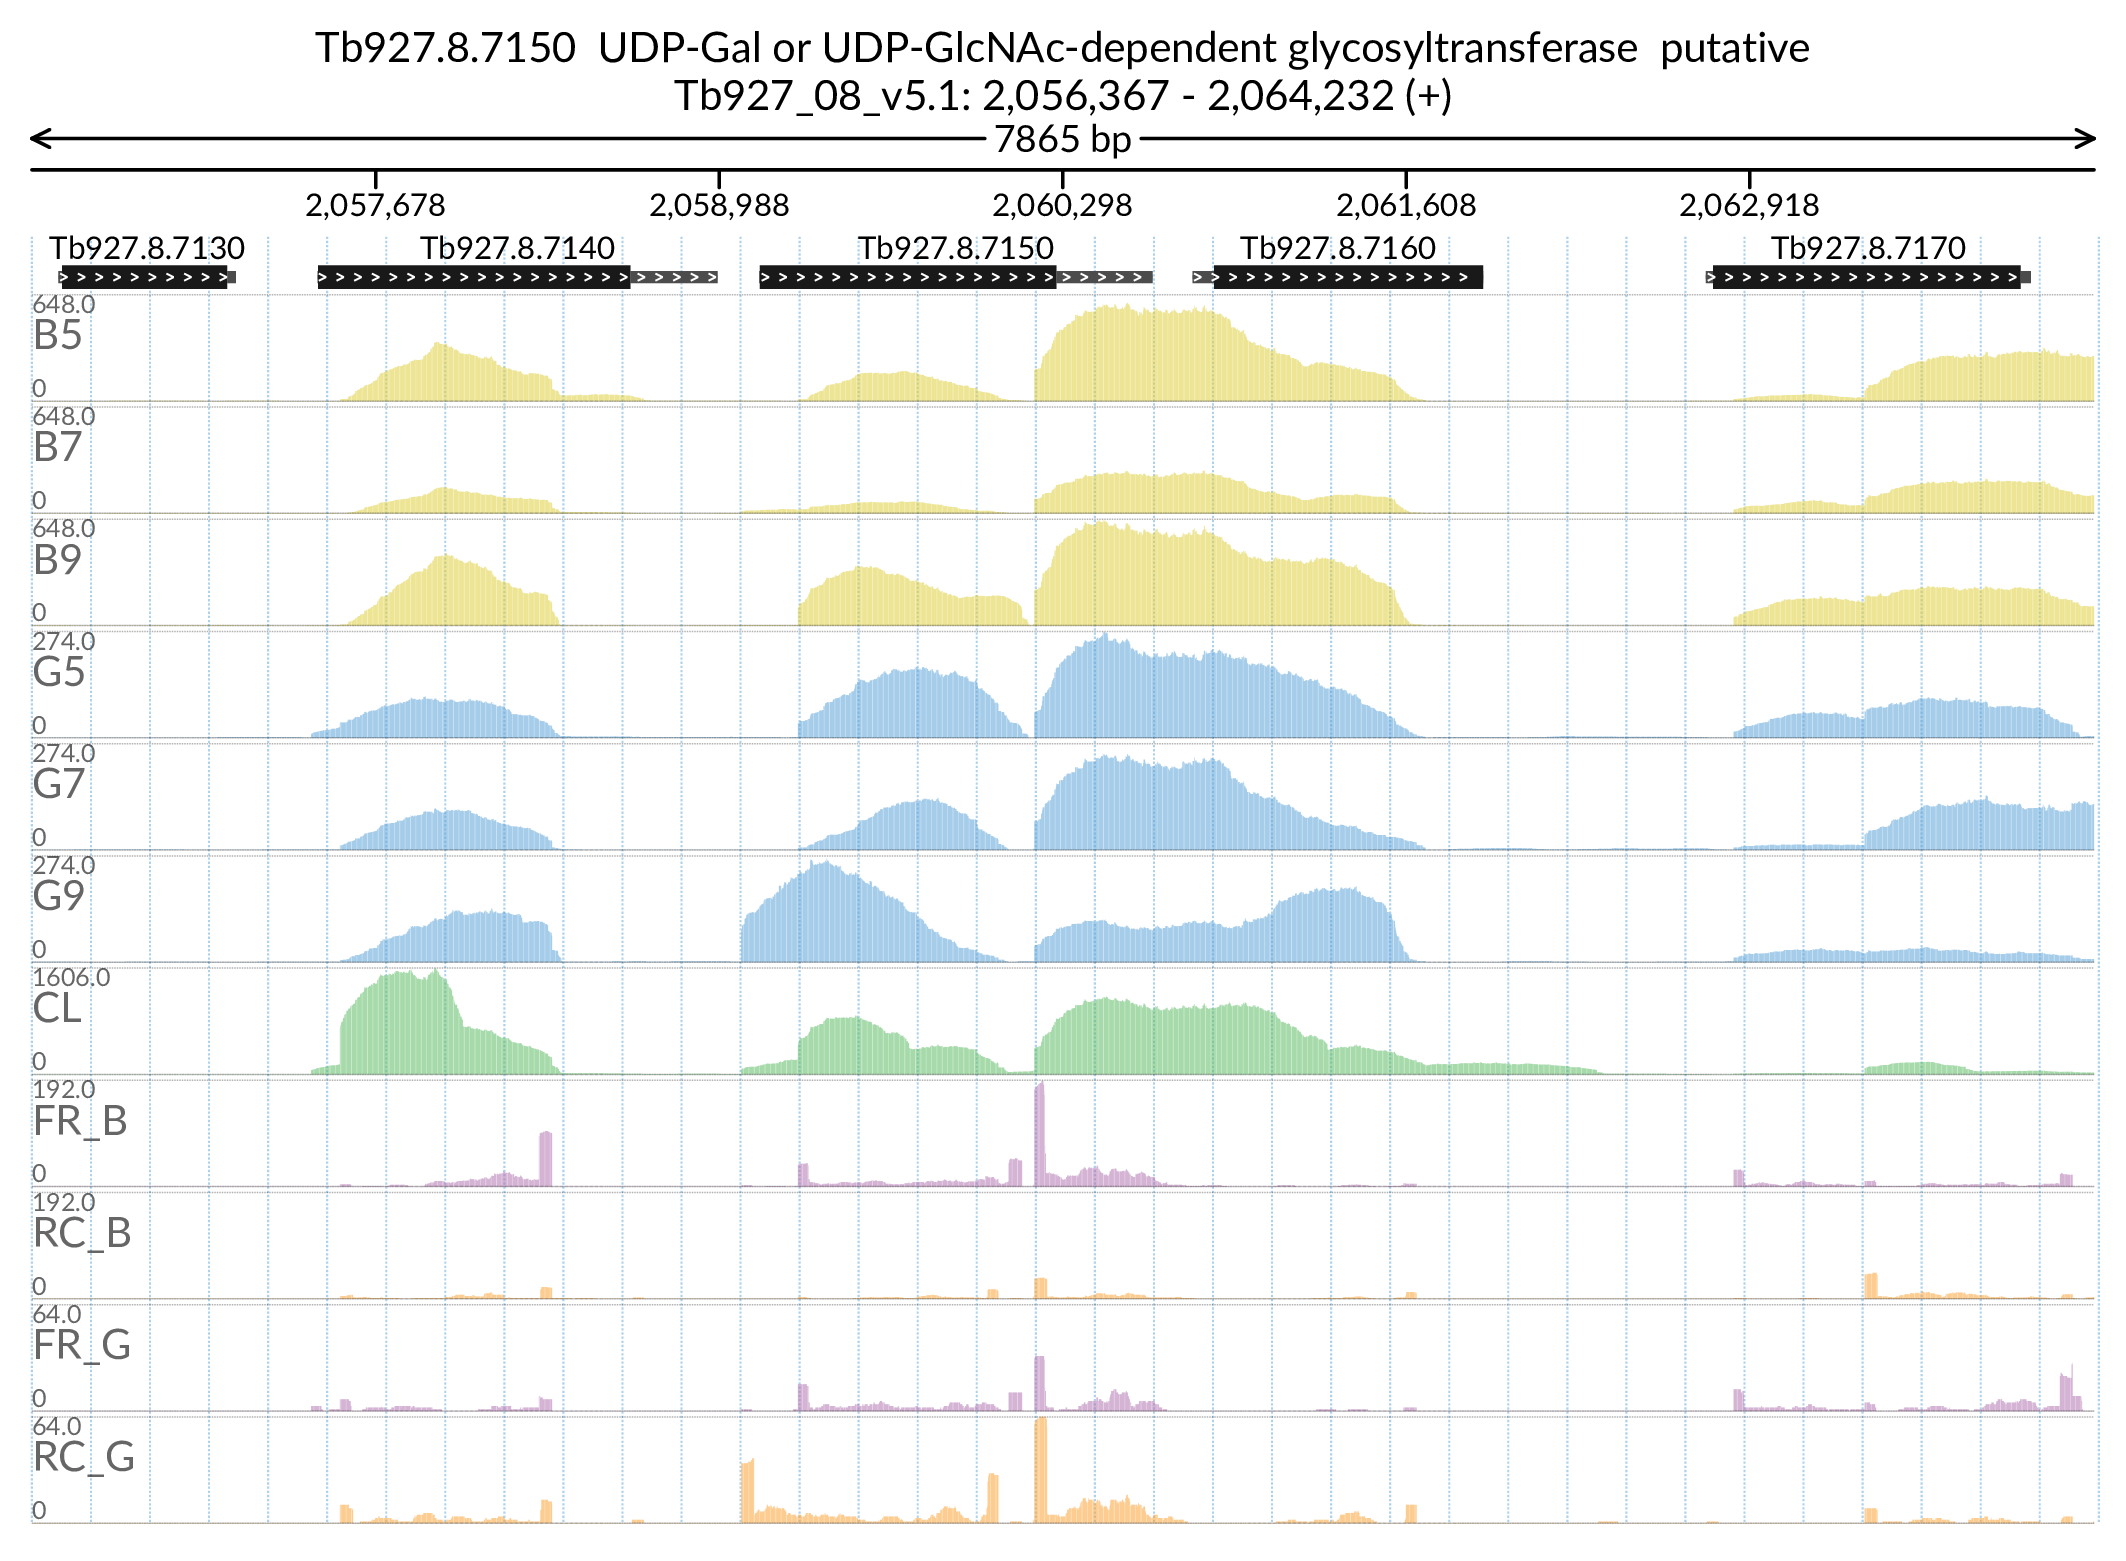 Tb927.8.7150  UDP-Gal or UDP-GlcNAc-dependent glycosyltransferase  putative
Tb927_08_v5.1: 2,056,367 - 2,064,232 (+)
7865 bp
2,057,678 2,058,988 2,060,298 2,061,608 2,062,918
Tb927.8.7130 Tb927.8.7140 Tb927.8.7150 Tb927.8.7160 Tb927.8.7170
648.0
B5
0
648.0
B7
0
648.0
B9
0
274.0
G5
0
274.0
G7
0
274.0
G9
0
1606.0
CL
0
192.0
FR_B
0
192.0
RC_B
0
64.0
FR_G
0
64.0
RC_G
0